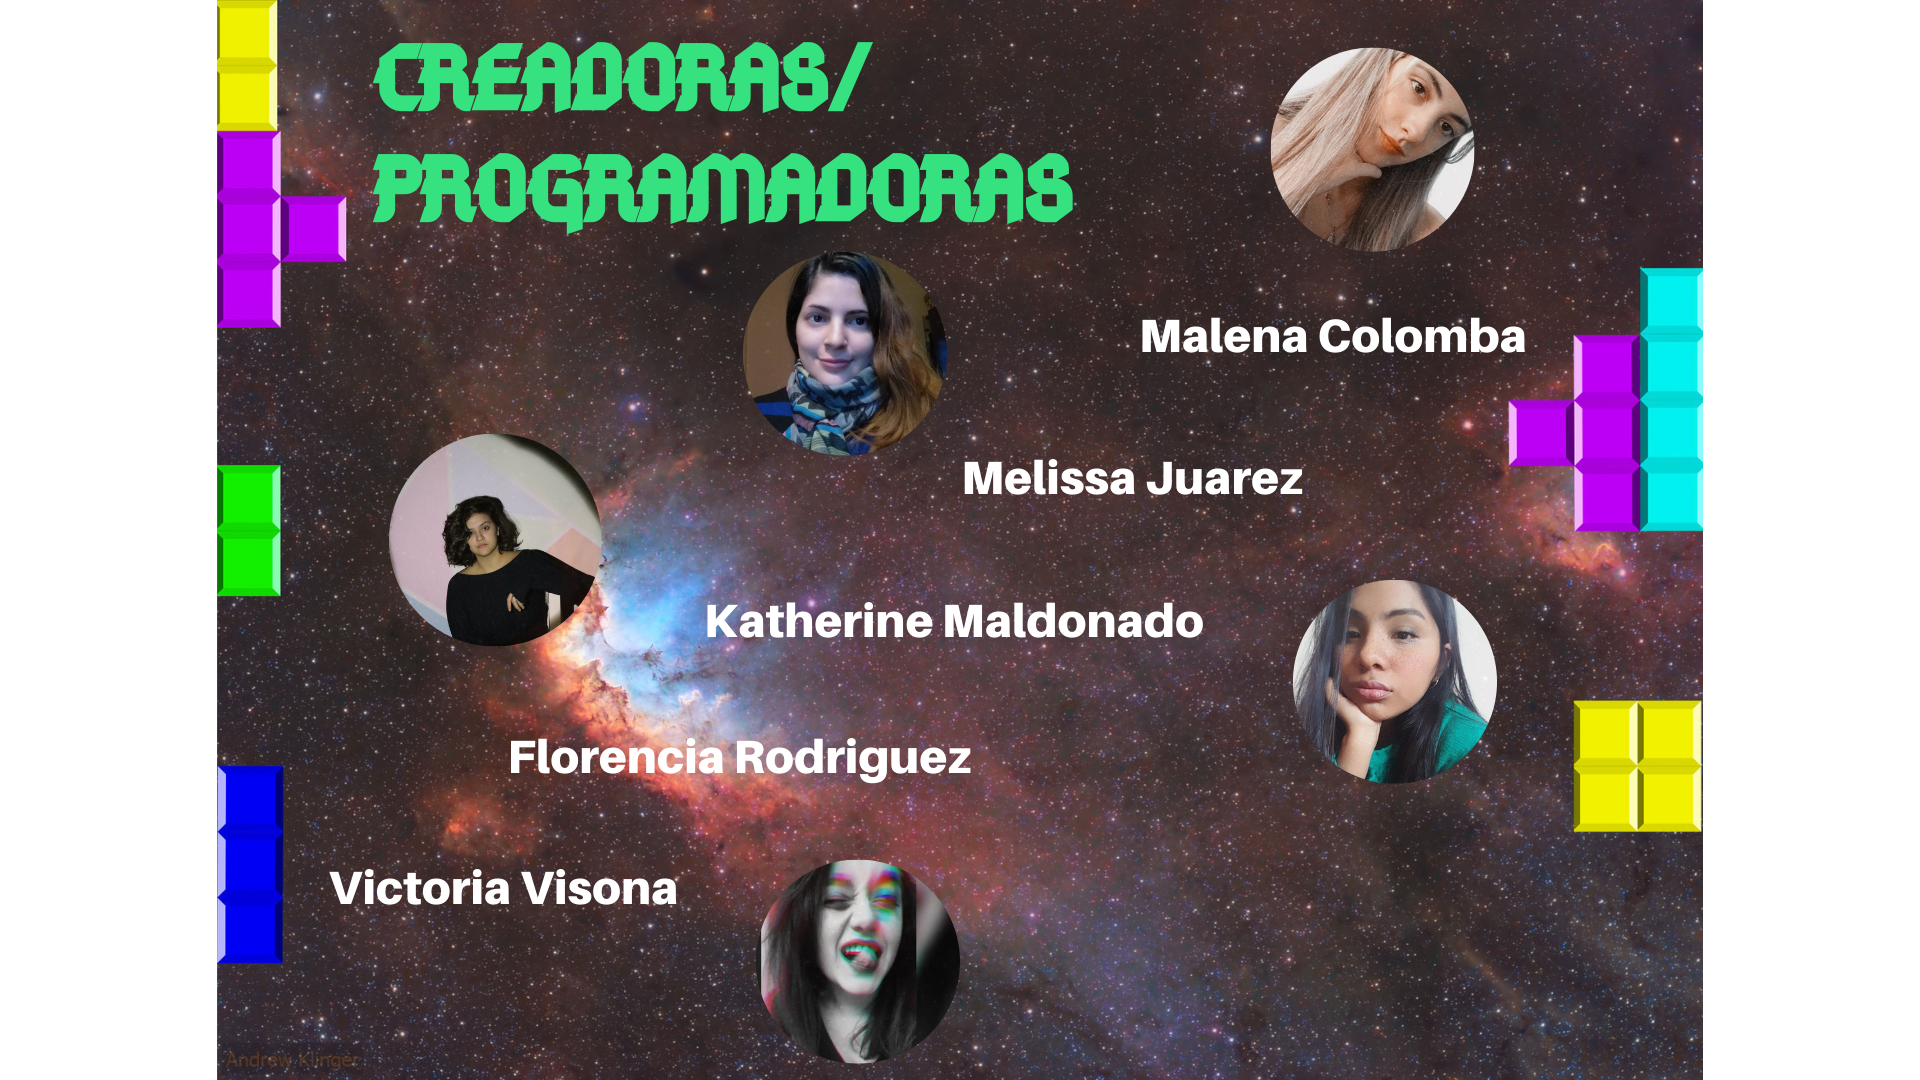 CREADORAS/
PROGRAMADORAS
Malena Colomba
Melissa Juarez
Katherine Maldonado
Florencia Rodriguez
Victoria Visona
Andrew Klinger